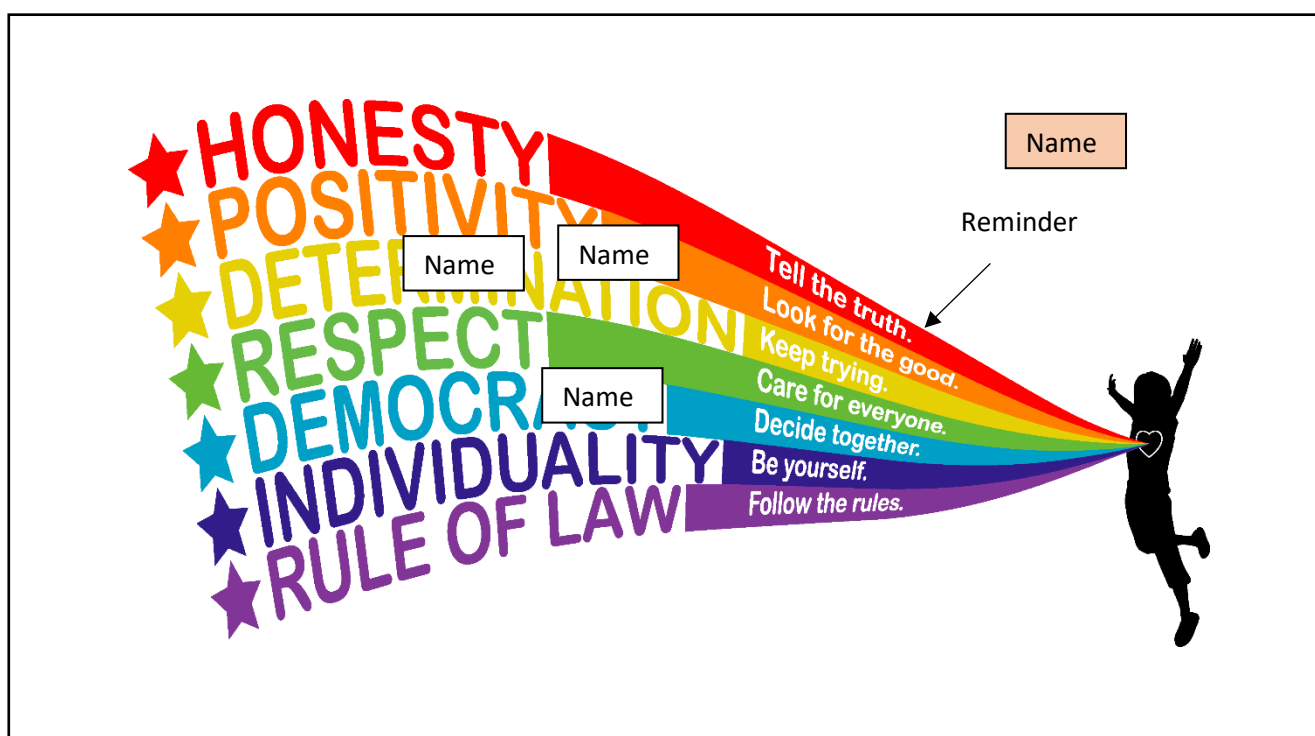 HONESTY
POSITIVITY
DETERMINATION
RESPECT
DEMOCRACY
INDIVIDUALITY
RULE OF LAW
Name
Name
Name
Tell the truth.
Look for the good.
Keep trying.
Care for everyone.
Decide together.
Be yourself.
Follow the rules.
Name
Reminder